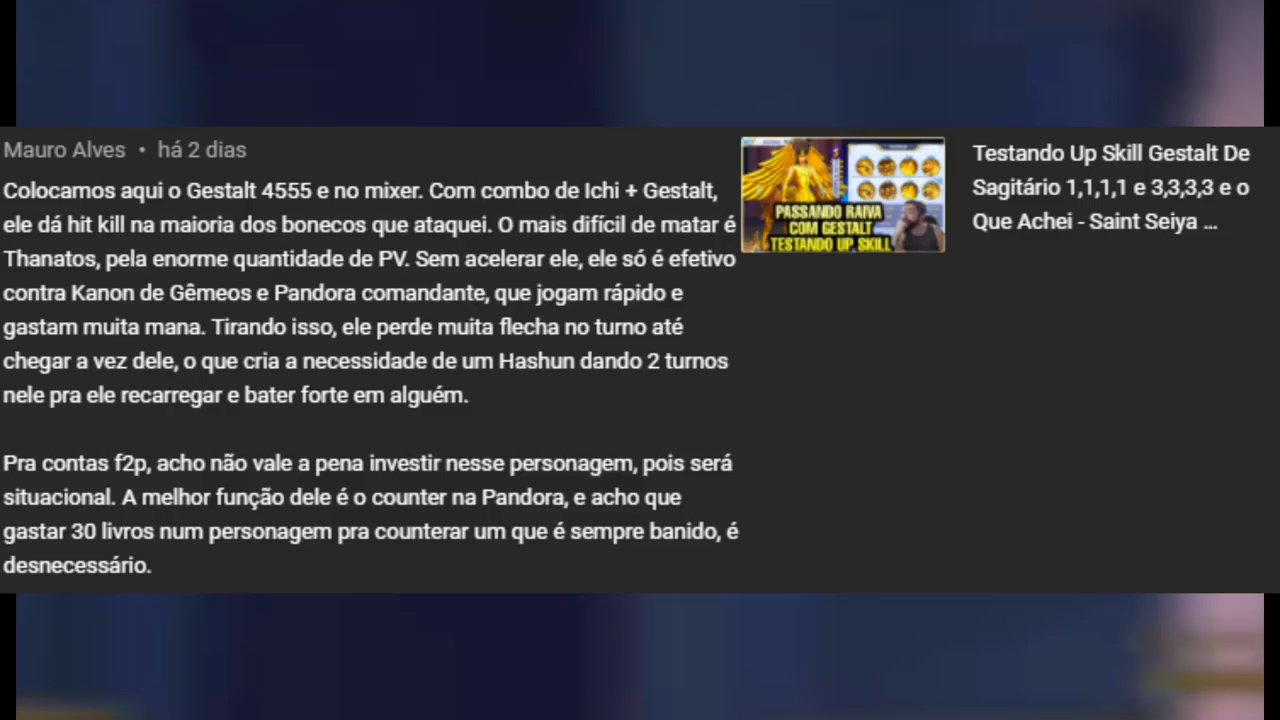 Mauro Alves • há 2 dias
Colocamos aqui o Gestalt 4555 e no mixer. Com combo de Ichi + Gestalt,
ele dá hit kill na maioria dos bonecos que ataquei. O mais difícil de matar é
Thanatos, pela enorme quantidade de PV. Sem acelerar ele, ele só é efetivo
contra Kanon de Gêmeos e Pandora comandante, que jogam rápido e
gastam muita mana. Tirando isso, ele perde muita flecha no turno até
chegar a vez dele, o que cria a necessidade de um Hashun dando 2 turnos
nele pra ele recarregar e bater forte em alguém.
Pra contas f2p, acho não vale a pena investir nesse personagem, pois será
situacional. A melhor função dele é o counter na Pandora, e acho que
gastar 30 livros num personagem pra counterar um que é sempre banido, é
desnecessário.
PASSANDO RAIVA
COM GESTALT
TESTANDO UP SKILL
Testando Up Skill Gestalt De
Sagitário 1,1,1,1 e 3,3,3,3 e o
Que Achei - Saint Seiya ...